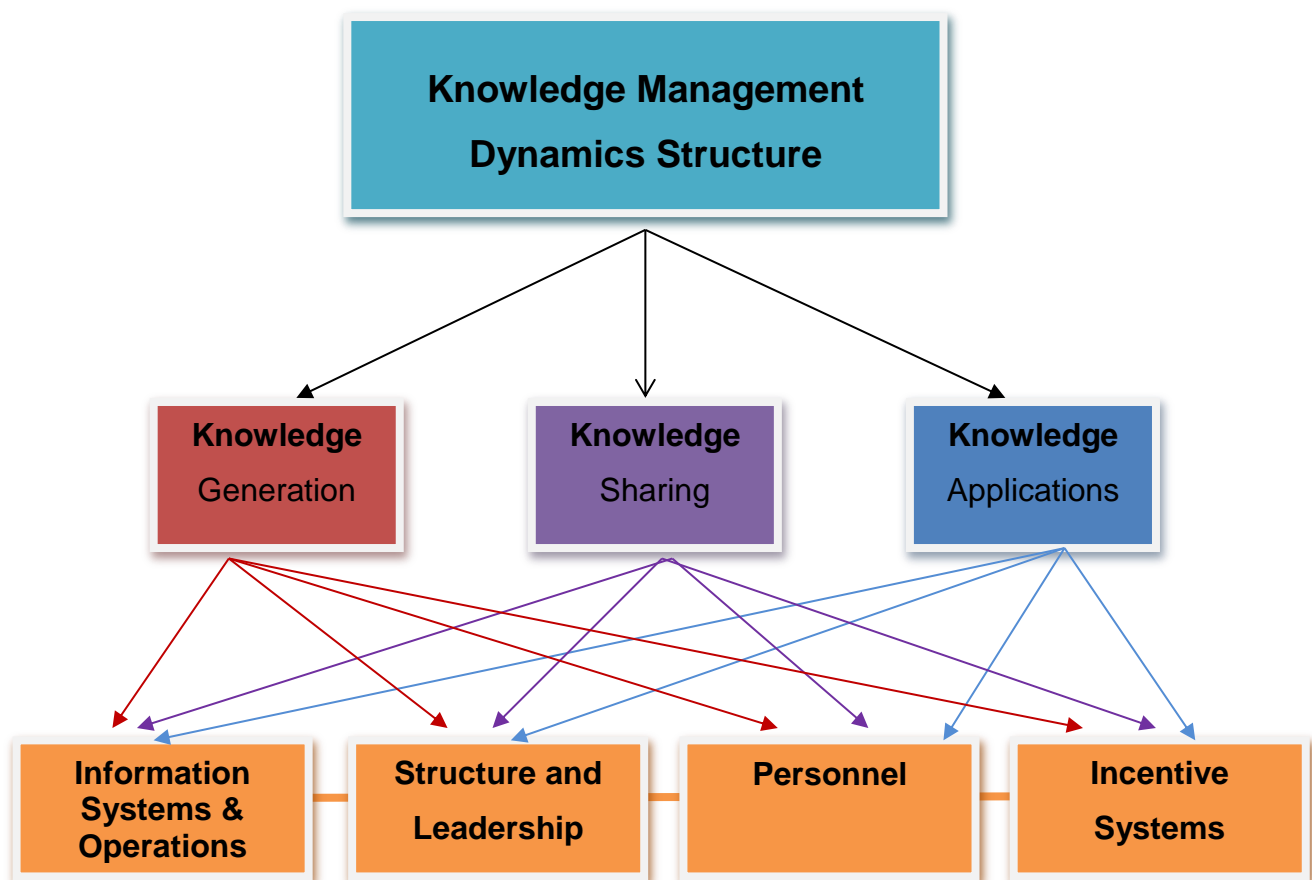 Knowledge Management
Dynamics Structure
Knowledge
Generation
Knowledge
Sharing
Knowledge
Applications
Information
Systems &
Operations
Structure and
Leadership
Personnel
Incentive
Systems